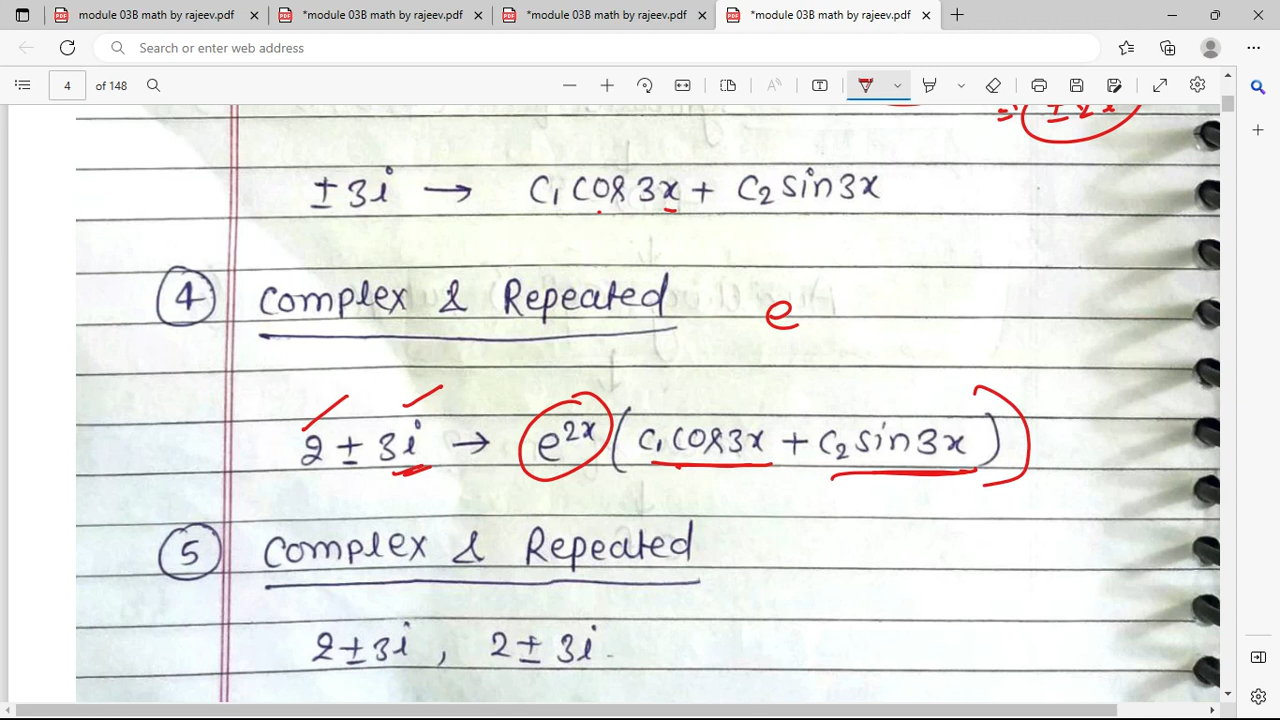 module 03B math by rajeev.pdf *module 03B math by rajeev.pdf *module 03B math by rajeev.pdf *module 03B math by rajeev.pdf
Search or enter web address
4 of 148
= ± 2 i
±3i → C₁ cos 3x + C₂ sin 3x
④ Complex & Repeated
e
2 ± 3i → e²ˣ (C₁ cos 3x + C₂ sin 3x)
⑤ Complex & Repeated
2±3i , 2±3i.